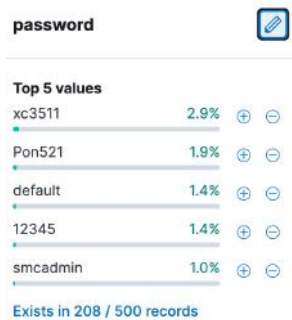 password
Top 5 values
xc3511 2.9%
Pon521 1.9%
default 1.4%
12345 1.4%
smcadmin 1.0%
Exists in 208 / 500 records